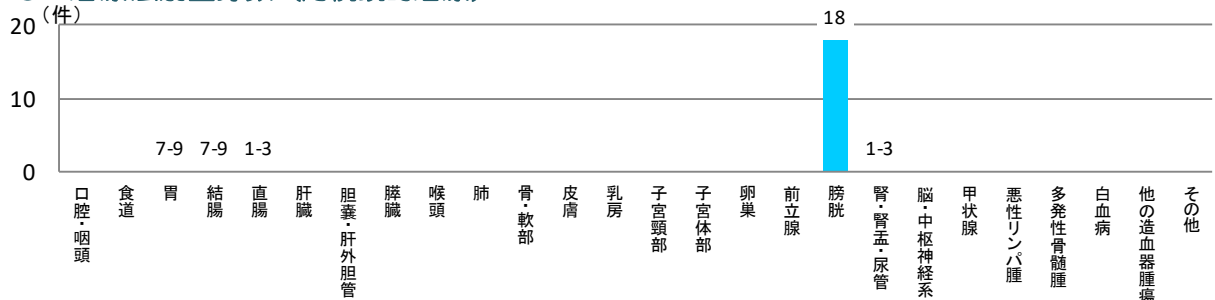 (件)
20
10
0
7-9
7-9
1-3
18
1-3
口腔・咽頭
食道
胃
結腸
直腸
肝臓
胆嚢・肝外胆管
膵臓
喉頭
肺
骨・軟部
皮膚
乳房
子宮頸部
子宮体部
卵巣
前立腺
膀胱
腎・腎盂・尿管
脳・中枢神経系
甲状腺
悪性リンパ腫
多発性骨髄腫
白血病
他の造血器腫瘍
その他